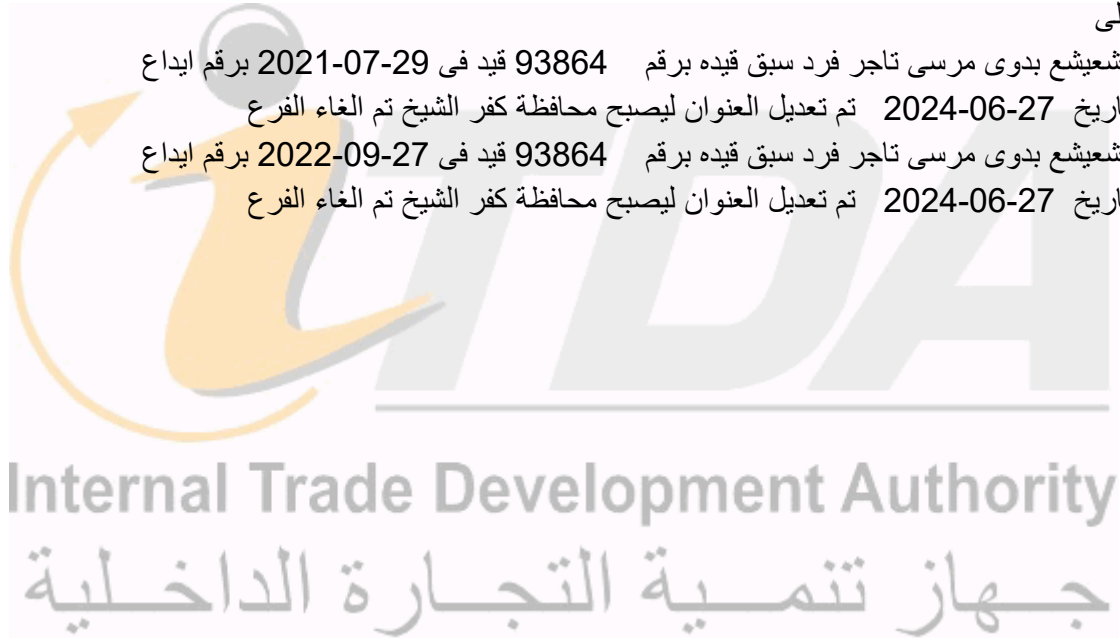 شعيشع بدوى مرسى تاجر فرد سبق قيده برقم 93864 قيد فى 29-07-2021 برقم ايداع
27-06-2024 تم تعديل العنوان ليصبح محافظة كفر الشيخ تم الغاء الفرع
شعيشع بدوى مرسى تاجر فرد سبق قيده برقم 93864 قيد فى 27-09-2022 برقم ايداع
27-06-2024 تم تعديل العنوان ليصبح محافظة كفر الشيخ تم الغاء الفرع
iTDA
Internal Trade Development Authority
جهاز تنمية التجارة الداخلية